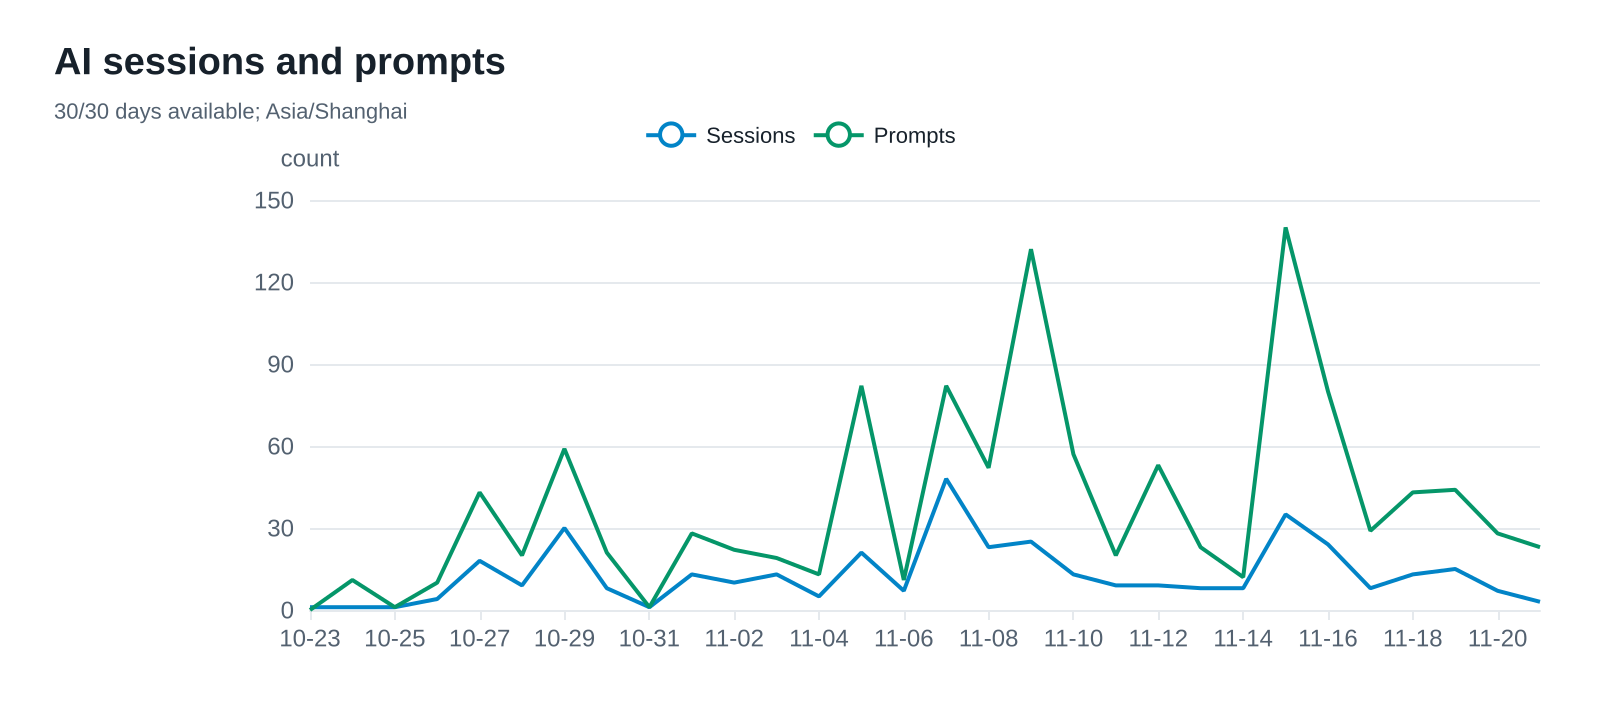 AI sessions and prompts
30/30 days available; Asia/Shanghai
Sessions Prompts
count
150
120
90
60
30
0
10-23 10-25 10-27 10-29 10-31 11-02 11-04 11-06 11-08 11-10 11-12 11-14 11-16 11-18 11-20